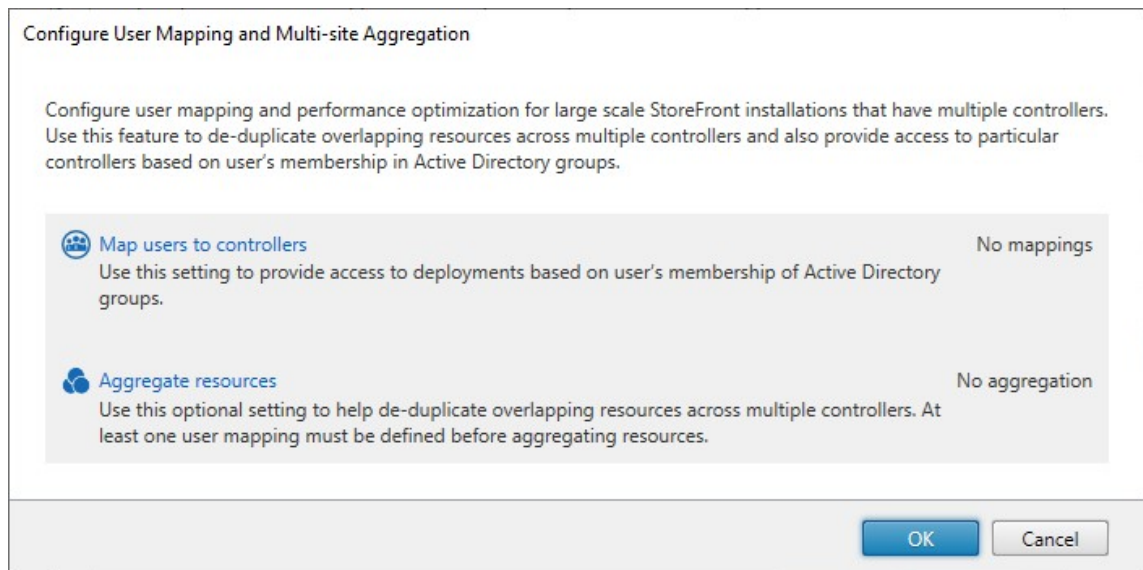 Configure User Mapping and Multi-site Aggregation
Configure user mapping and performance optimization for large scale StoreFront installations that have multiple controllers.
Use this feature to de-duplicate overlapping resources across multiple controllers and also provide access to particular
controllers based on user's membership in Active Directory groups.
Map users to controllers
No mappings
Use this setting to provide access to deployments based on user's membership of Active Directory
groups.
Aggregate resources
No aggregation
Use this optional setting to help de-duplicate overlapping resources across multiple controllers. At
least one user mapping must be defined before aggregating resources.
OK
Cancel